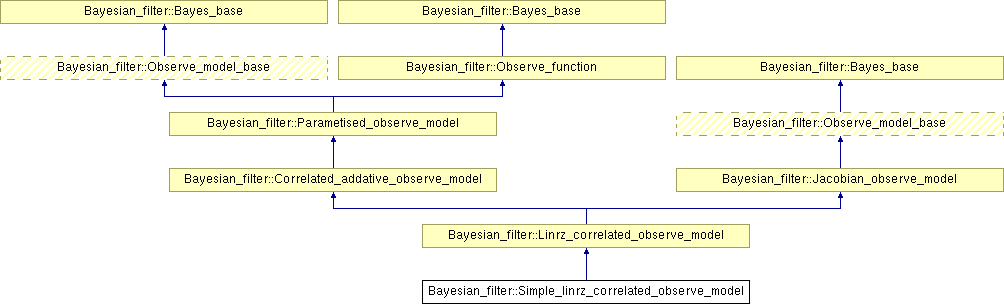 Bayesian_filter::Bayes_base
Bayesian_filter::Bayes_base
Bayesian_filter::Observe_model_base
Bayesian_filter::Observe_function
Bayesian_filter::Bayes_base
Bayesian_filter::Parametised_observe_model
Bayesian_filter::Observe_model_base
Bayesian_filter::Correlated_addative_observe_model
Bayesian_filter::Jacobian_observe_model
Bayesian_filter::Linrz_correlated_observe_model
Bayesian_filter::Simple_linrz_correlated_observe_model